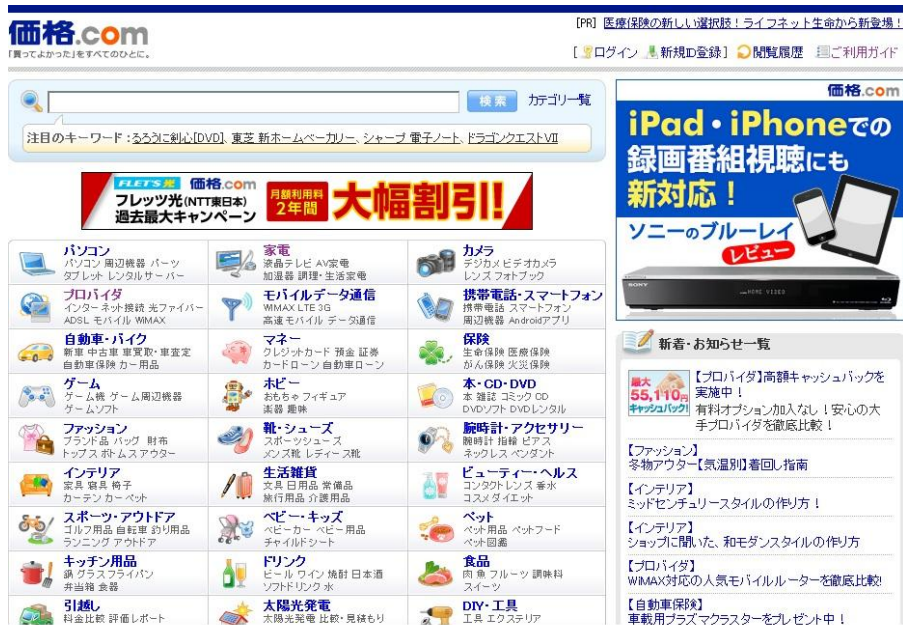 [PR] 医療保険の新しい選択肢！ライフネット生命から新登場！
価格.com
「買ってよかった」をすべてのひとに。
[ログイン 新規ID登録] 閲覧履歴 ご利用ガイド
検索 カテゴリ一覧
注目のキーワード：るろうに剣心[DVD]、東芝 新ホームベーカリー、シャープ 電子ノート、ドラゴンクエストVII
FLET'S光 価格.com
フレッツ光(NTT東日本)
過去最大キャンペーン
月額利用料
2年間
大幅割引!!
パソコン
パソコン 周辺機器 パーツ
タブレット レンタルサーバー
家電
液晶テレビ AV家電
加湿器 調理・生活家電
カメラ
デジカメ ビデオカメラ
レンズ フォトブック
プロバイダ
インターネット接続 光ファイバー
ADSL モバイル WiMAX
モバイルデータ通信
WiMAX LTE 3G
高速モバイル データ通信
携帯電話・スマートフォン
携帯電話 スマートフォン
周辺機器 Androidアプリ
自動車・バイク
新車 中古車 車買取・車査定
自動車保険 カー用品
マネー
クレジットカード 預金 証券
カードローン 自動車ローン
保険
生命保険 医療保険
がん保険 火災保険
ゲーム
ゲーム機 ゲーム周辺機器
ゲームソフト
ホビー
おもちゃ フィギュア
楽器 趣味
本・CD・DVD
本 雑誌 コミック CD
DVDソフト DVDレンタル
ファッション
ブランド品 バッグ 財布
トップス ボトムス アウター
靴・シューズ
スポーツシューズ
メンズ靴 レディース靴
腕時計・アクセサリー
腕時計 指輪 ピアス
ネックレス ペンダント
インテリア
家具 寝具 椅子
カーテン カーペット
生活雑貨
文具 日用品 常備品
旅行用品 介護用品
ビューティー・ヘルス
コンタクトレンズ 香水
コスメ ダイエット
スポーツ・アウトドア
ゴルフ用品 自転車 釣り用品
ランニング アウトドア
ベビー・キッズ
ベビーカー ベビー用品
チャイルドシート
ペット
ペット用品 ペットフード
ペット図鑑
キッチン用品
鍋 グラス フライパン
弁当箱 食器
ドリンク
ビール ワイン 焼酎 日本酒
ソフトドリンク 水
食品
肉 魚 フルーツ 調味料
スイーツ
引越し
料金比較 評価レポート
太陽光発電
太陽光発電 比較・見積もり
DIY・工具
工具 エクステリア
価格.com
iPad・iPhoneでの
録画番組視聴にも
新対応！
ソニーのブルーレイ
レビュー
SONY
新着・お知らせ一覧
最大
55,110円
キャッシュバック!
【プロバイダ】高額キャッシュバックを
実施中！
有料オプション加入なし！安心の大
手プロバイダを徹底比較！
【ファッション】
冬物アウター【気温別】着回し指南
【インテリア】
ミッドセンチュリースタイルの作り方！
【インテリア】
ショップに聞いた、和モダンスタイルの作り方
【プロバイダ】
WiMAX対応の人気モバイルルーターを徹底比較!
【自動車保険】
車載用プラズマクラスターをプレゼント中！